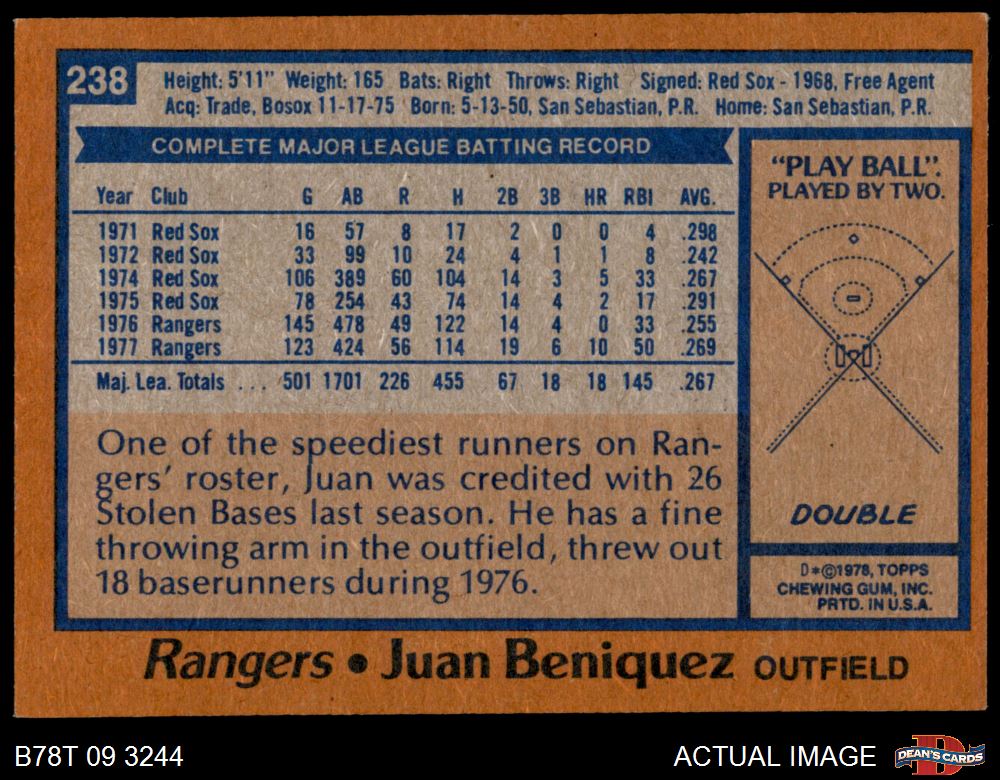 238
Height: 5'11" Weight: 165 Bats: Right Throws: Right Signed: Red Sox - 1968, Free Agent
Acq: Trade, Bosox 11-17-75 Born: 5-13-50, San Sebastian, P.R. Home: San Sebastian, P.R.
COMPLETE MAJOR LEAGUE BATTING RECORD
Year Club G AB R H 2B 3B HR RBI AVG.
1971 Red Sox 16 57 8 17 2 0 0 4 .298
1972 Red Sox 33 99 10 24 4 1 1 8 .242
1974 Red Sox 106 389 60 104 14 3 5 33 .267
1975 Red Sox 78 254 43 74 14 4 2 17 .291
1976 Rangers 145 478 49 122 14 4 0 33 .255
1977 Rangers 123 424 56 114 19 6 10 50 .269
Maj. Lea. Totals ... 501 1701 226 455 67 18 18 145 .267
One of the speediest runners on Ran-
gers' roster, Juan was credited with 26
Stolen Bases last season. He has a fine
throwing arm in the outfield, threw out
18 baserunners during 1976.
"PLAY BALL".
PLAYED BY TWO.
DOUBLE
D*©1978, TOPPS
CHEWING GUM, INC.
PRTD. IN U.S.A.
Rangers • Juan Beniquez OUTFIELD
B78T 09 3244
ACTUAL IMAGE
D
DEAN'S CARDS